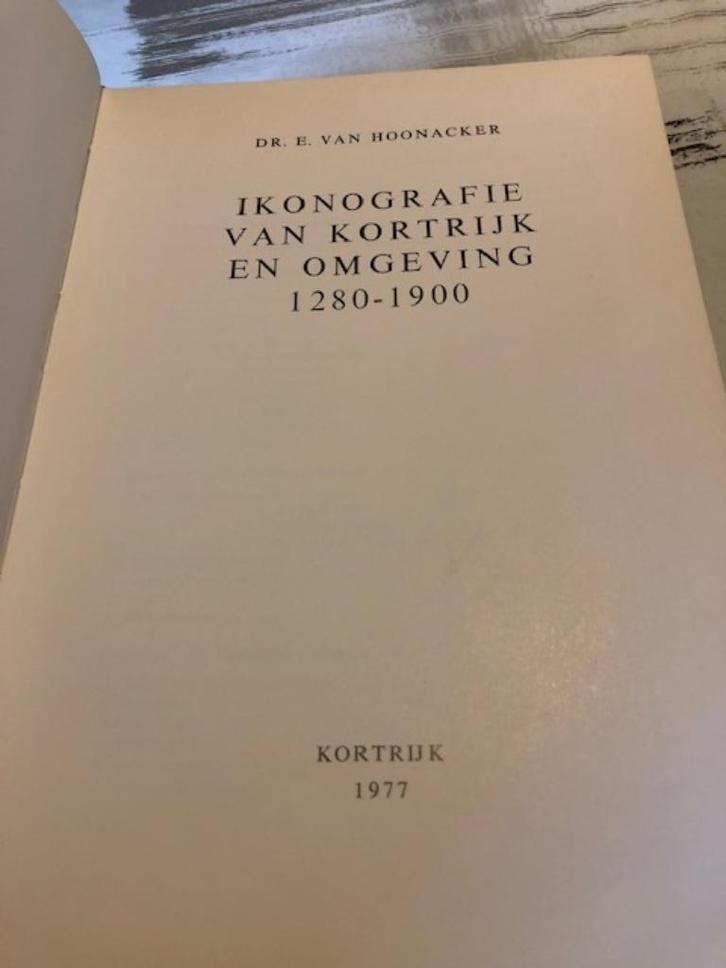 DR. E. VAN HOONACKER
IKONOGRAFIE
VAN KORTRIJK
EN OMGEVING
1280-1900
KORTRIJK
1977